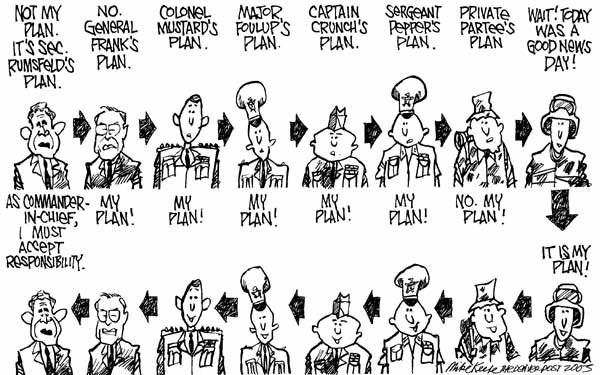 NOT MY
PLAN.
IT'S SEC.
RUMSFELD'S
PLAN.
NO.
GENERAL
FRANK'S
PLAN.
COLONEL
MUSTARD'S
PLAN.
MAJOR
FOULUP'S
PLAN.
CAPTAIN
CRUNCH'S
PLAN.
SERGEANT
PEPPER'S
PLAN.
PRIVATE
PARTEE'S
PLAN
WAIT! TODAY
WAS A
GOOD NEWS
DAY!
AS COMMANDER-
IN-CHIEF,
I MUST
ACCEPT
RESPONSIBILITY.
MY
PLAN!
MY
PLAN!
MY
PLAN!
MY
PLAN!
MY
PLAN!
NO. MY
PLAN!
IT IS MY
PLAN!
Mike Keefe THE DENVER POST 2003